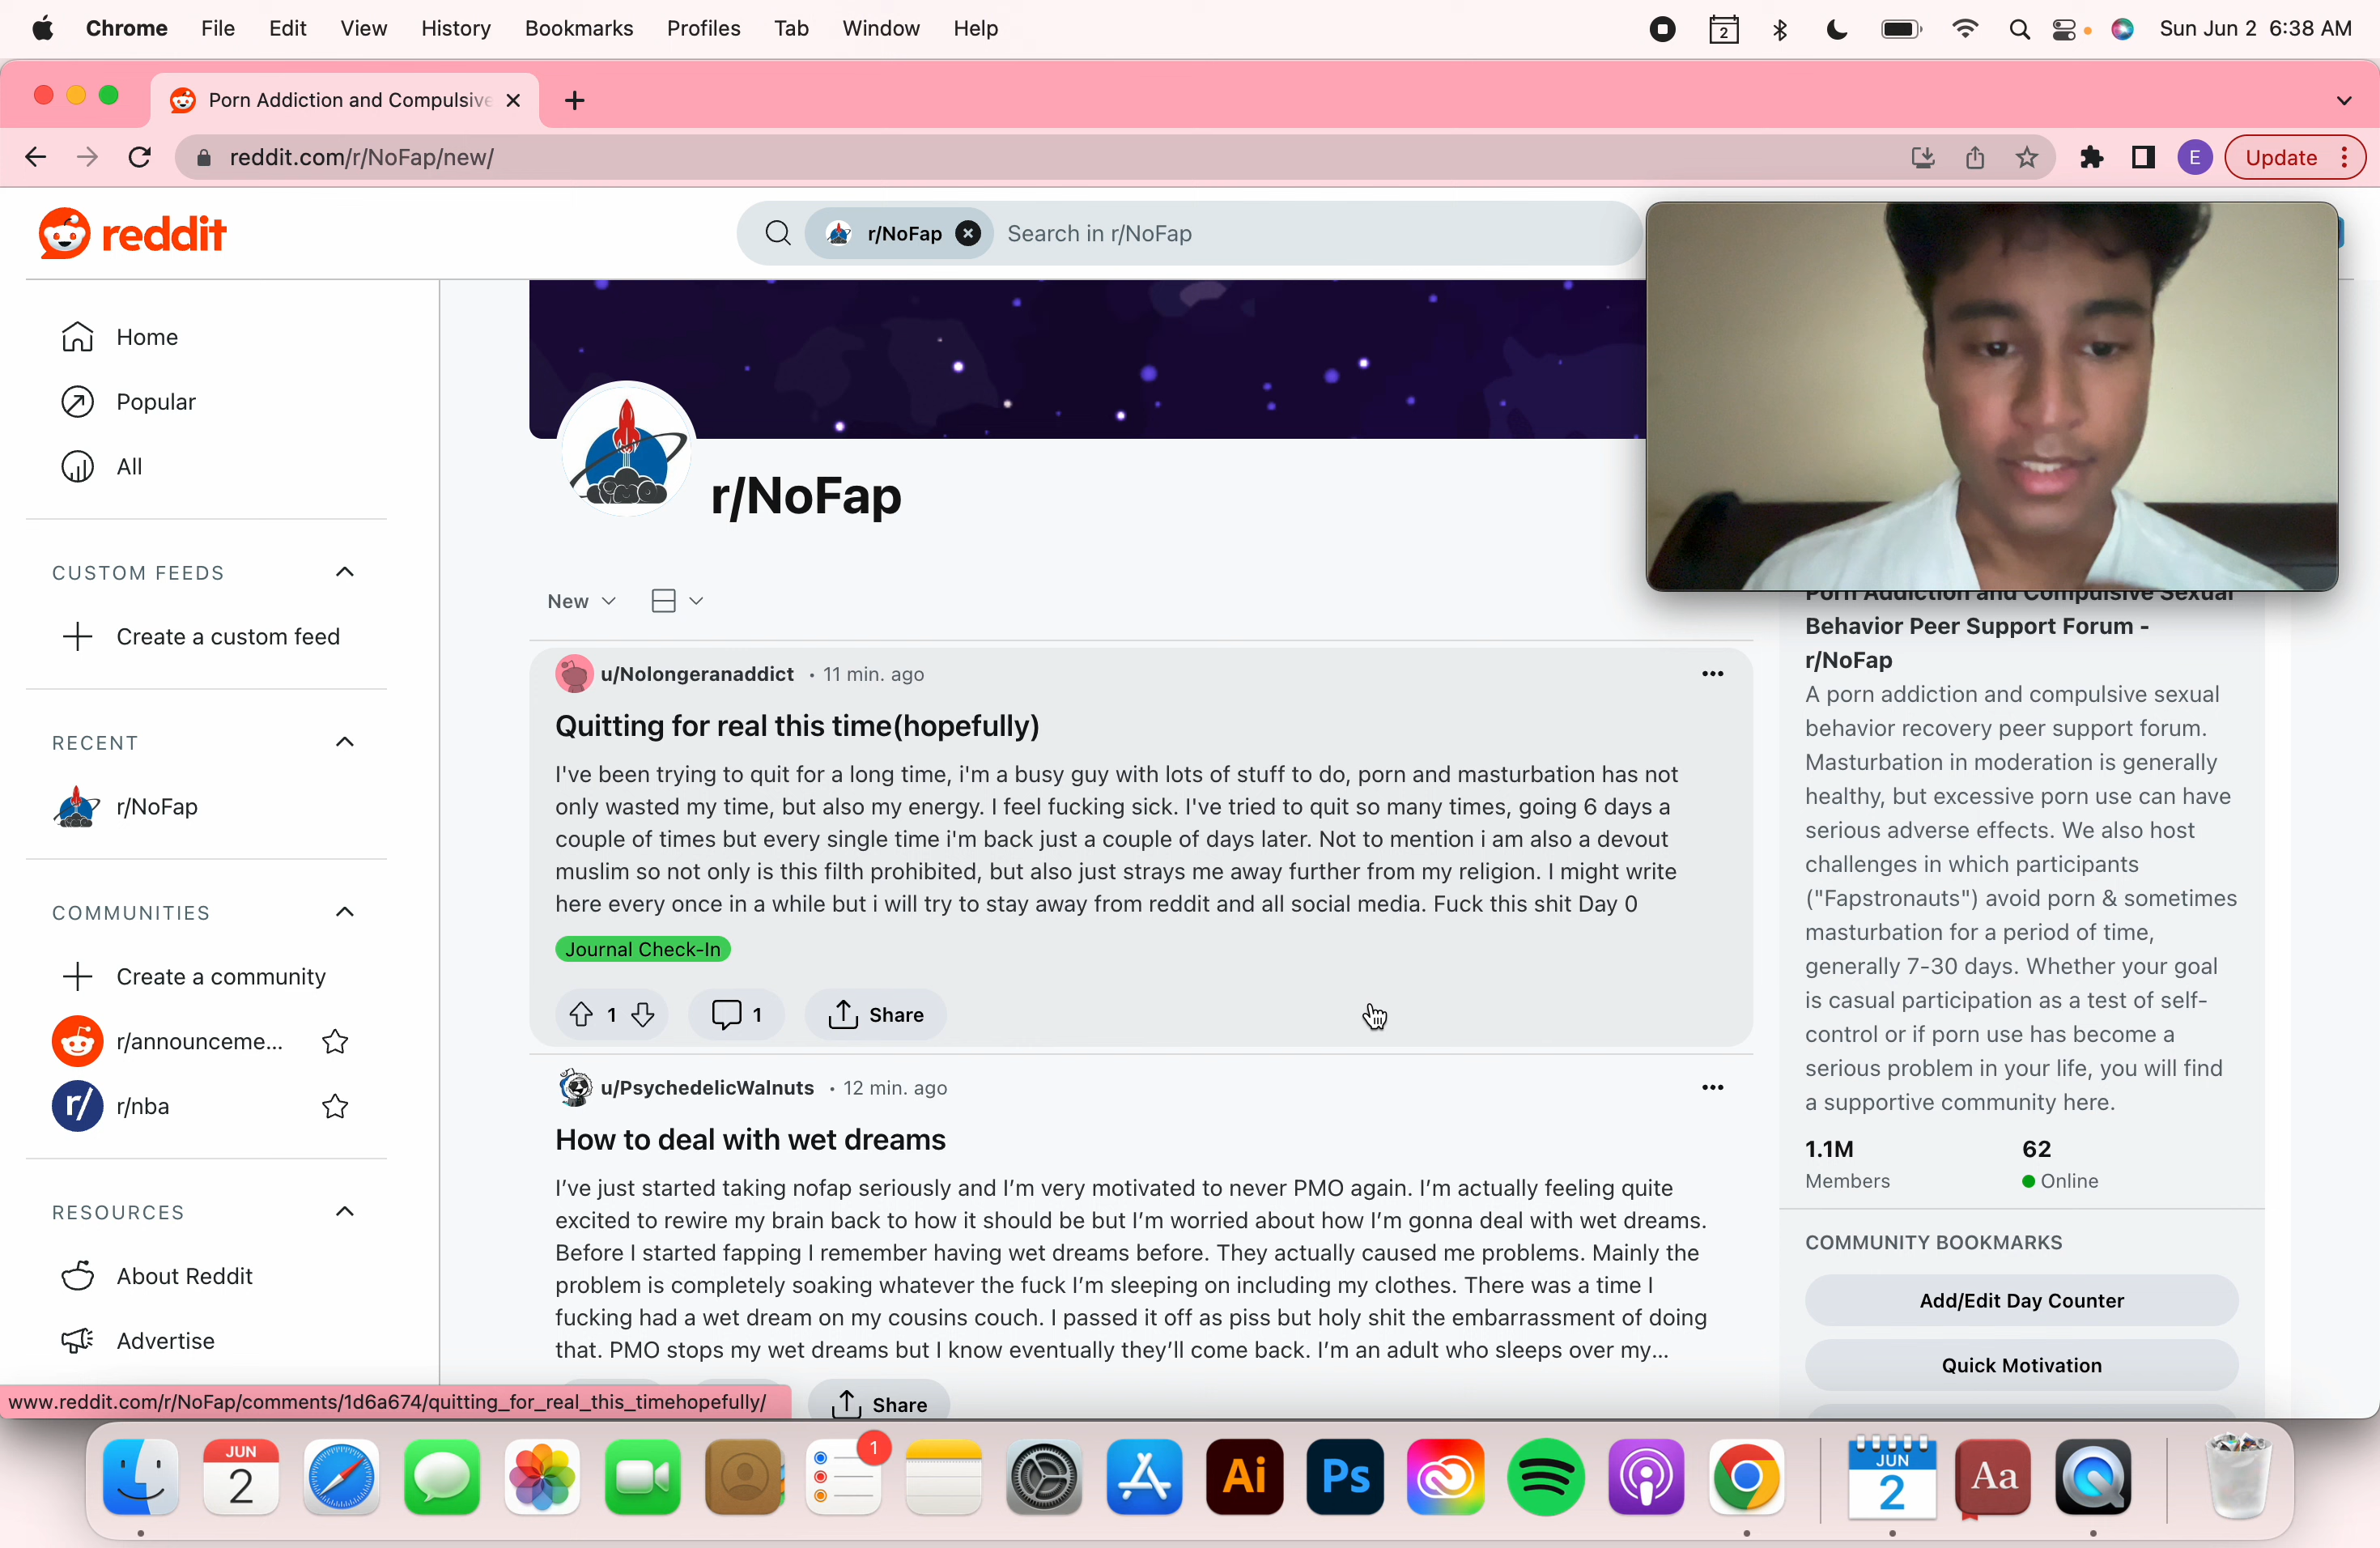 Chrome File Edit View History Bookmarks Profiles Tab Window Help
2
Sun Jun 2 6:38 AM
Porn Addiction and Compulsive
reddit.com/r/NoFap/new/
E
Update
reddit
r/NoFap
Search in r/NoFap
Home
Popular
All
CUSTOM FEEDS
Create a custom feed
RECENT
r/NoFap
COMMUNITIES
Create a community
r/announceme...
r/
r/nba
RESOURCES
About Reddit
Advertise
r/NoFap
New
u/Nolongeranaddict • 11 min. ago
Quitting for real this time(hopefully)
I've been trying to quit for a long time, i'm a busy guy with lots of stuff to do, porn and masturbation has not
only wasted my time, but also my energy. I feel fucking sick. I've tried to quit so many times, going 6 days a
couple of times but every single time i'm back just a couple of days later. Not to mention i am also a devout
muslim so not only is this filth prohibited, but also just strays me away further from my religion. I might write
here every once in a while but i will try to stay away from reddit and all social media. Fuck this shit Day 0
Journal Check-In
1
1
Share
u/PsychedelicWalnuts • 12 min. ago
How to deal with wet dreams
I’ve just started taking nofap seriously and I’m very motivated to never PMO again. I’m actually feeling quite
excited to rewire my brain back to how it should be but I’m worried about how I’m gonna deal with wet dreams.
Before I started fapping I remember having wet dreams before. They actually caused me problems. Mainly the
problem is completely soaking whatever the fuck I’m sleeping on including my clothes. There was a time I
fucking had a wet dream on my cousins couch. I passed it off as piss but holy shit the embarrassment of doing
that. PMO stops my wet dreams but I know eventually they’ll come back. I’m an adult who sleeps over my...
Share
Porn Addiction and Compulsive Sexual
Behavior Peer Support Forum -
r/NoFap
A porn addiction and compulsive sexual
behavior recovery peer support forum.
Masturbation in moderation is generally
healthy, but excessive porn use can have
serious adverse effects. We also host
challenges in which participants
("Fapstronauts") avoid porn & sometimes
masturbation for a period of time,
generally 7-30 days. Whether your goal
is casual participation as a test of self-
control or if porn use has become a
serious problem in your life, you will find
a supportive community here.
1.1M
62
Members
Online
COMMUNITY BOOKMARKS
Add/Edit Day Counter
Quick Motivation
www.reddit.com/r/NoFap/comments/1d6a674/quitting_for_real_this_timehopefully/
JUN
2
1
Ai
Ps
JUN
2
Aa